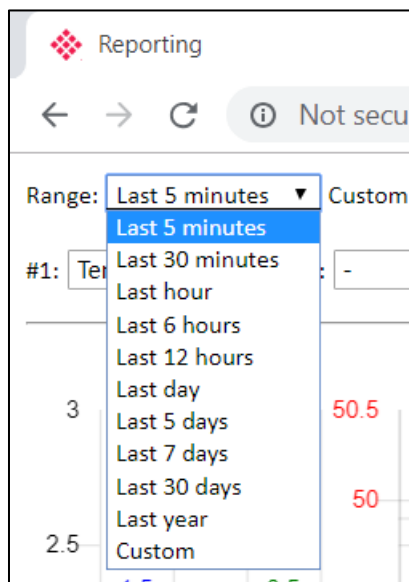 Reporting
Not secu
Range: Last 5 minutes ▼ Custom
Last 5 minutes
Last 30 minutes
#1: Ter : -
Last hour
Last 6 hours
Last 12 hours
Last day
3 50.5
Last 5 days
Last 7 days
Last 30 days
50
Last year
2.5
Custom